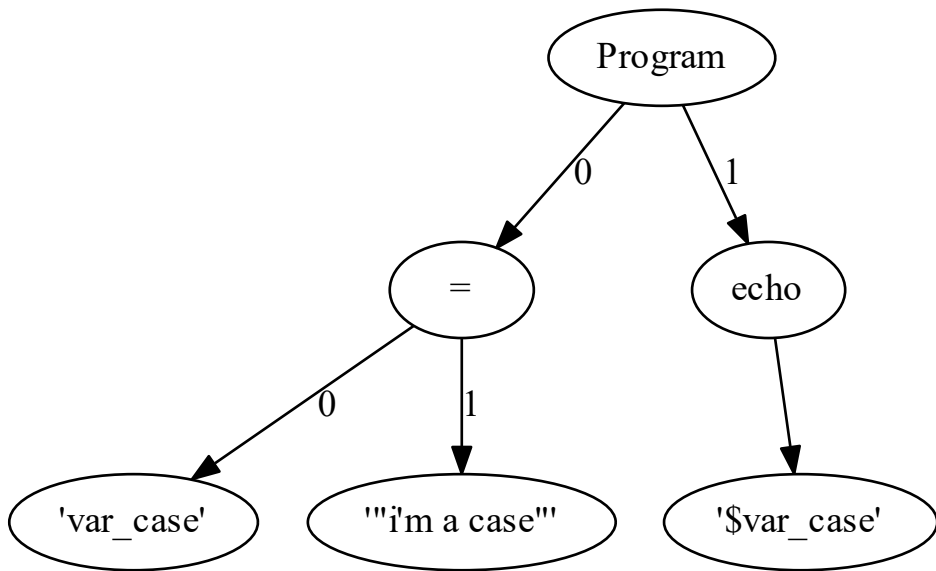 Program
0
1
=
echo
0
1
'var_case'
'"i'm a case"'
'$var_case'